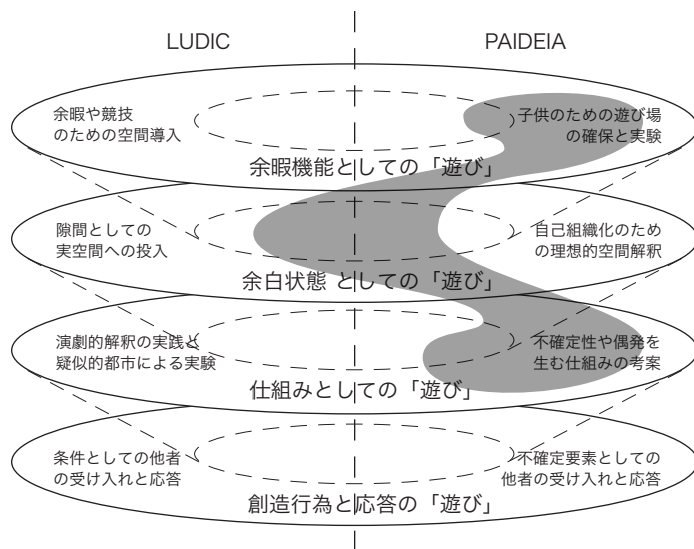 LUDIC
PAIDEIA
余暇や競技
のための空間導入
子供のための遊び場
の確保と実験
余暇機能としての「遊び」
隙間としての
実空間への投入
自己組織化のため
の理想的空間解釈
余白状態 としての「遊び」
演劇的解釈の実践と
疑似的都市による実験
不確定性や偶発を
生む仕組みの考案
仕組みとしての「遊び」
条件としての他者
の受け入れと応答
不確定要素としての
他者の受け入れと応答
創造行為と応答の「遊び」